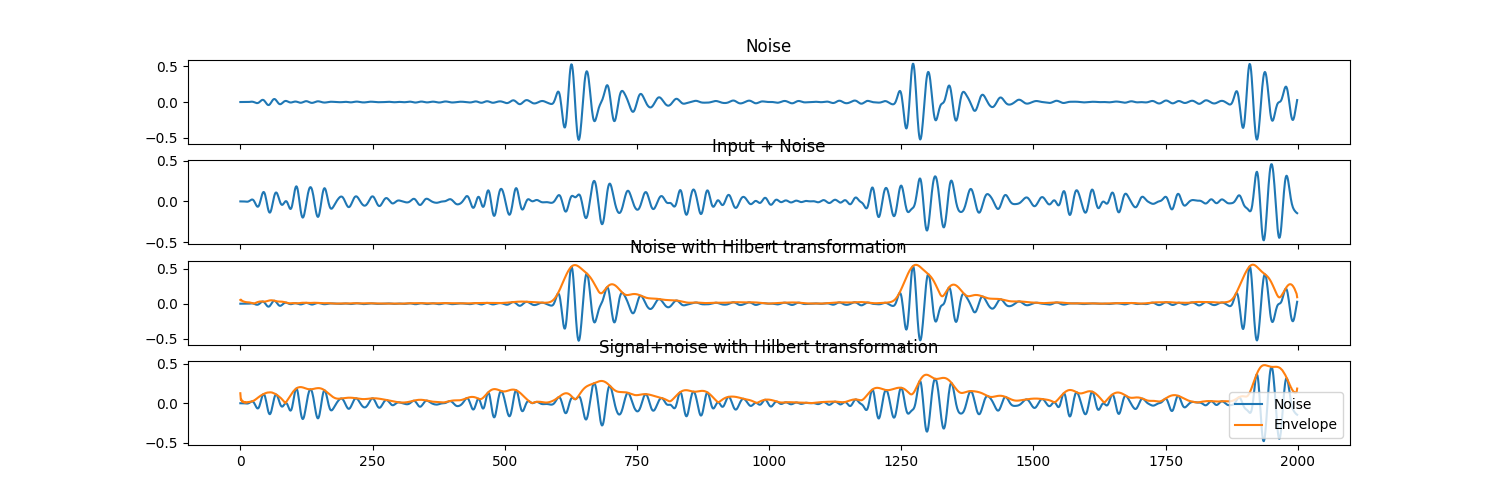 Noise
0.5
0.0
−0.5
Input + Noise
0.5
0.0
−0.5
Noise with Hilbert transformation
0.5
0.0
−0.5
Signal+noise with Hilbert transformation
0.5
0.0
−0.5
Noise
Envelope
0 250 500 750 1000 1250 1500 1750 2000